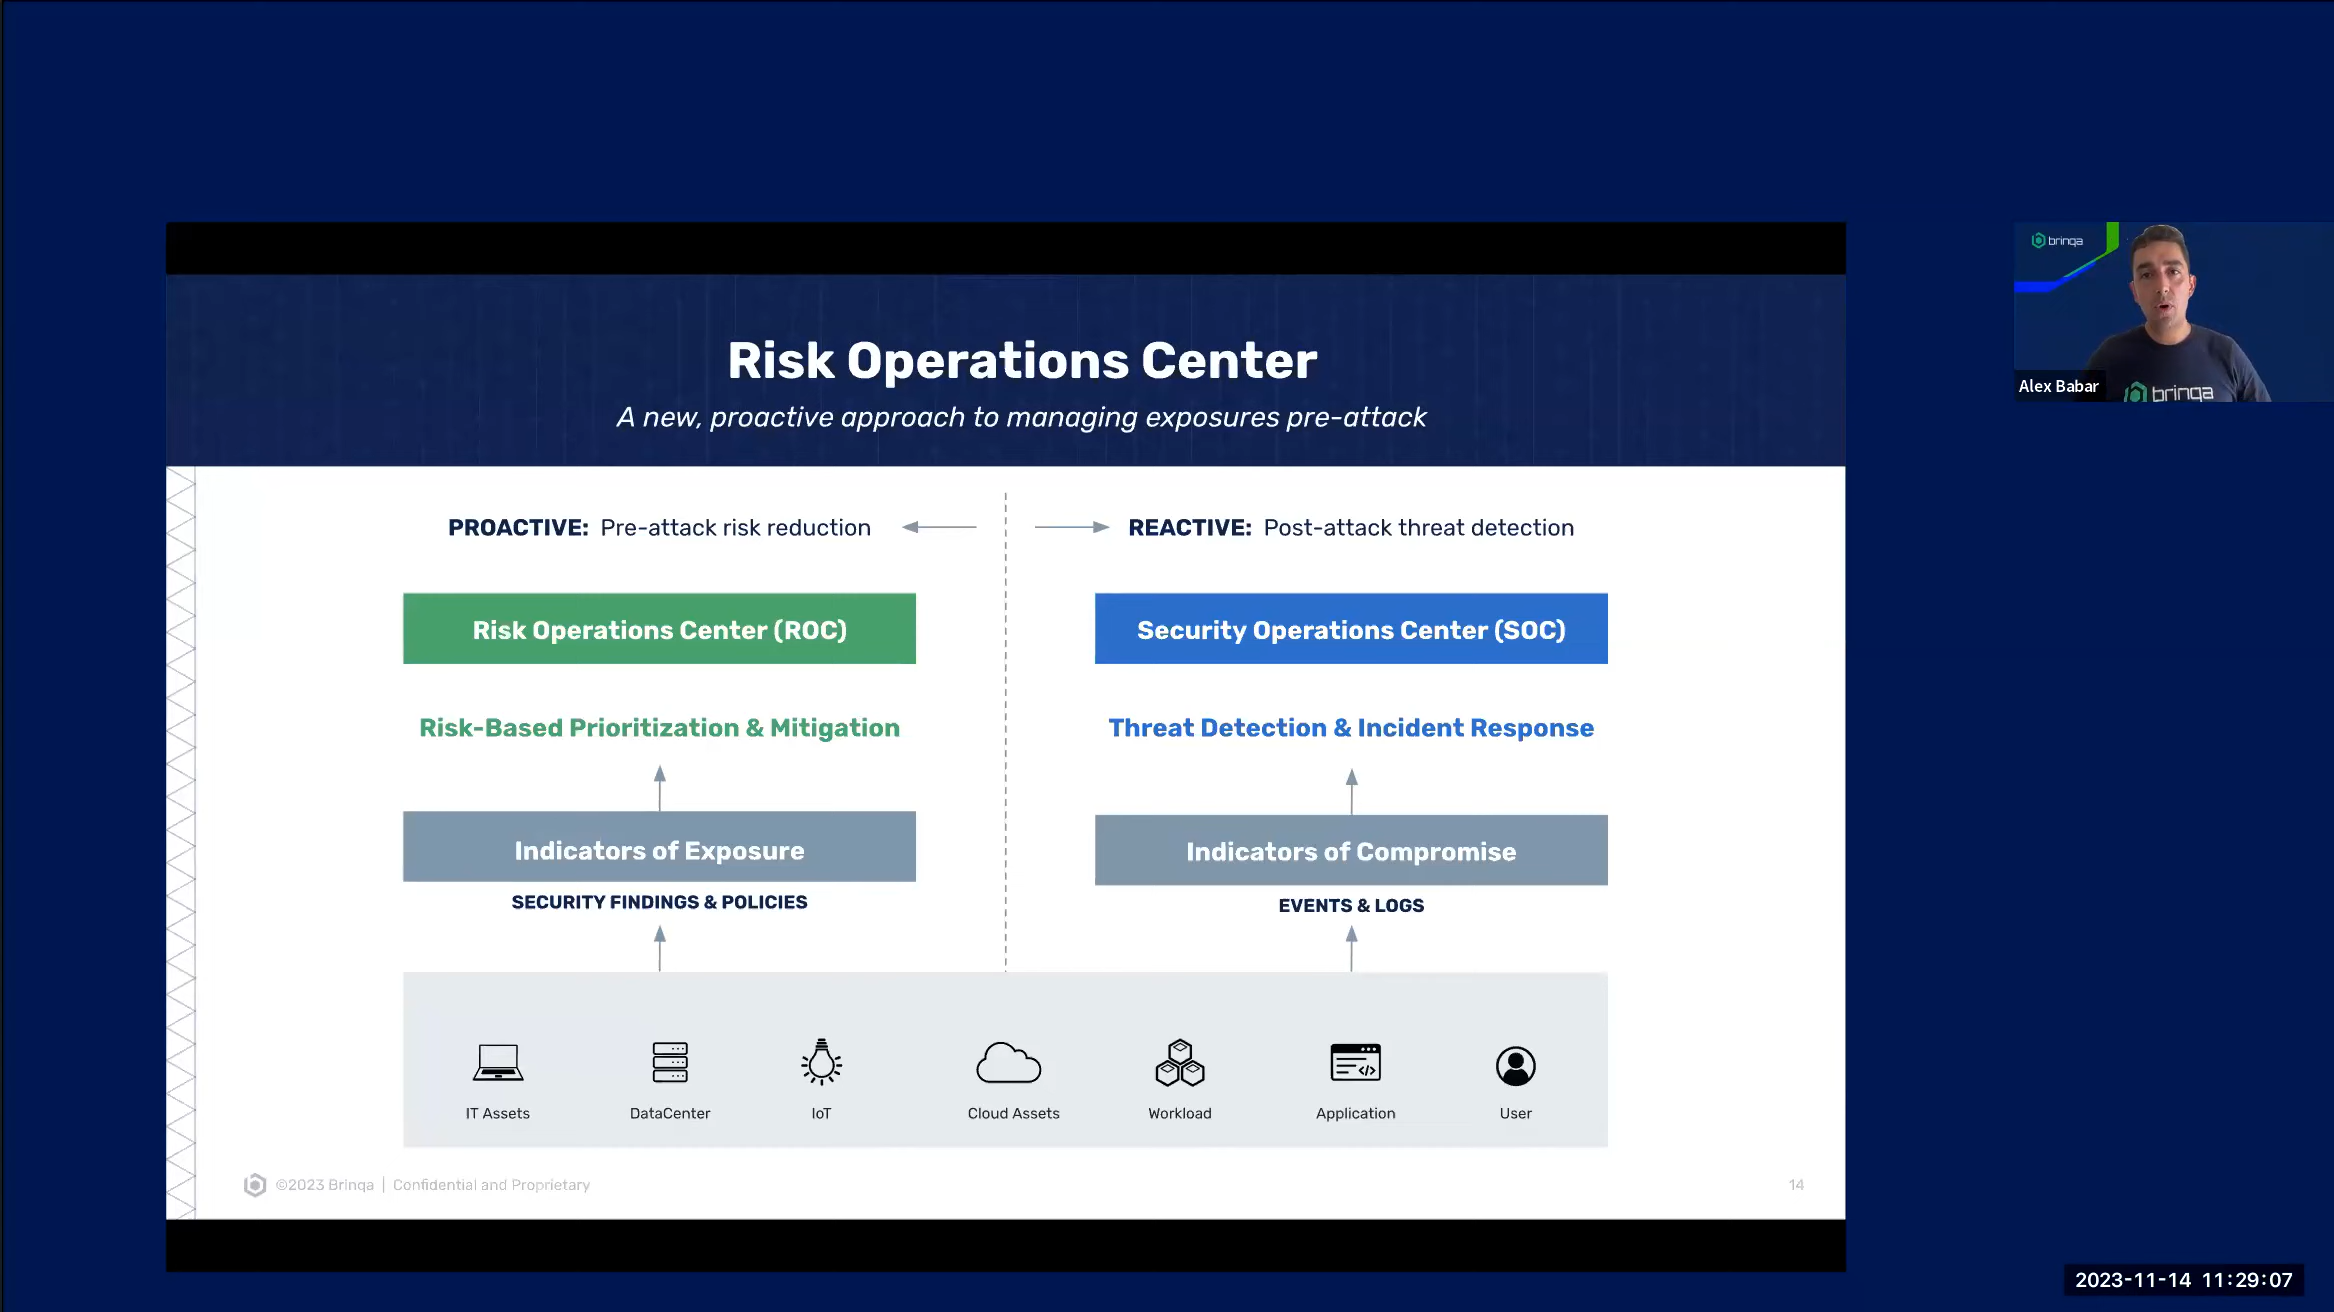 Risk Operations Center
A new, proactive approach to managing exposures pre-attack
PROACTIVE: Pre-attack risk reduction
REACTIVE: Post-attack threat detection
Risk Operations Center (ROC)
Security Operations Center (SOC)
Risk-Based Prioritization & Mitigation
Threat Detection & Incident Response
Indicators of Exposure
Indicators of Compromise
SECURITY FINDINGS & POLICIES
EVENTS & LOGS
IT Assets
DataCenter
IoT
Cloud Assets
Workload
Application
User
©2023 Brinqa | Confidential and Proprietary
14
brinqa
Alex Babar
brinqa
2023-11-14 11:29:07